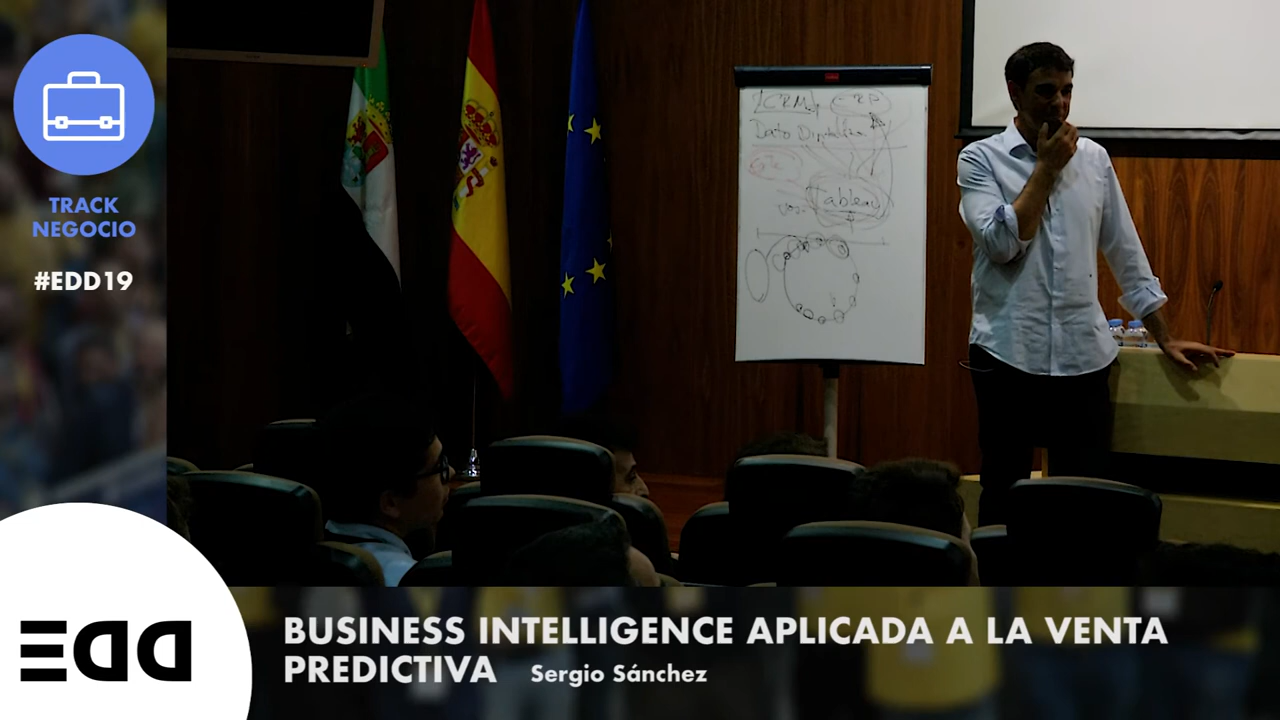 TRACK
NEGOCIO
#EDD19
CRM
ERP
Tableau
EDD
BUSINESS INTELLIGENCE APLICADA A LA VENTA
PREDICTIVA Sergio Sánchez